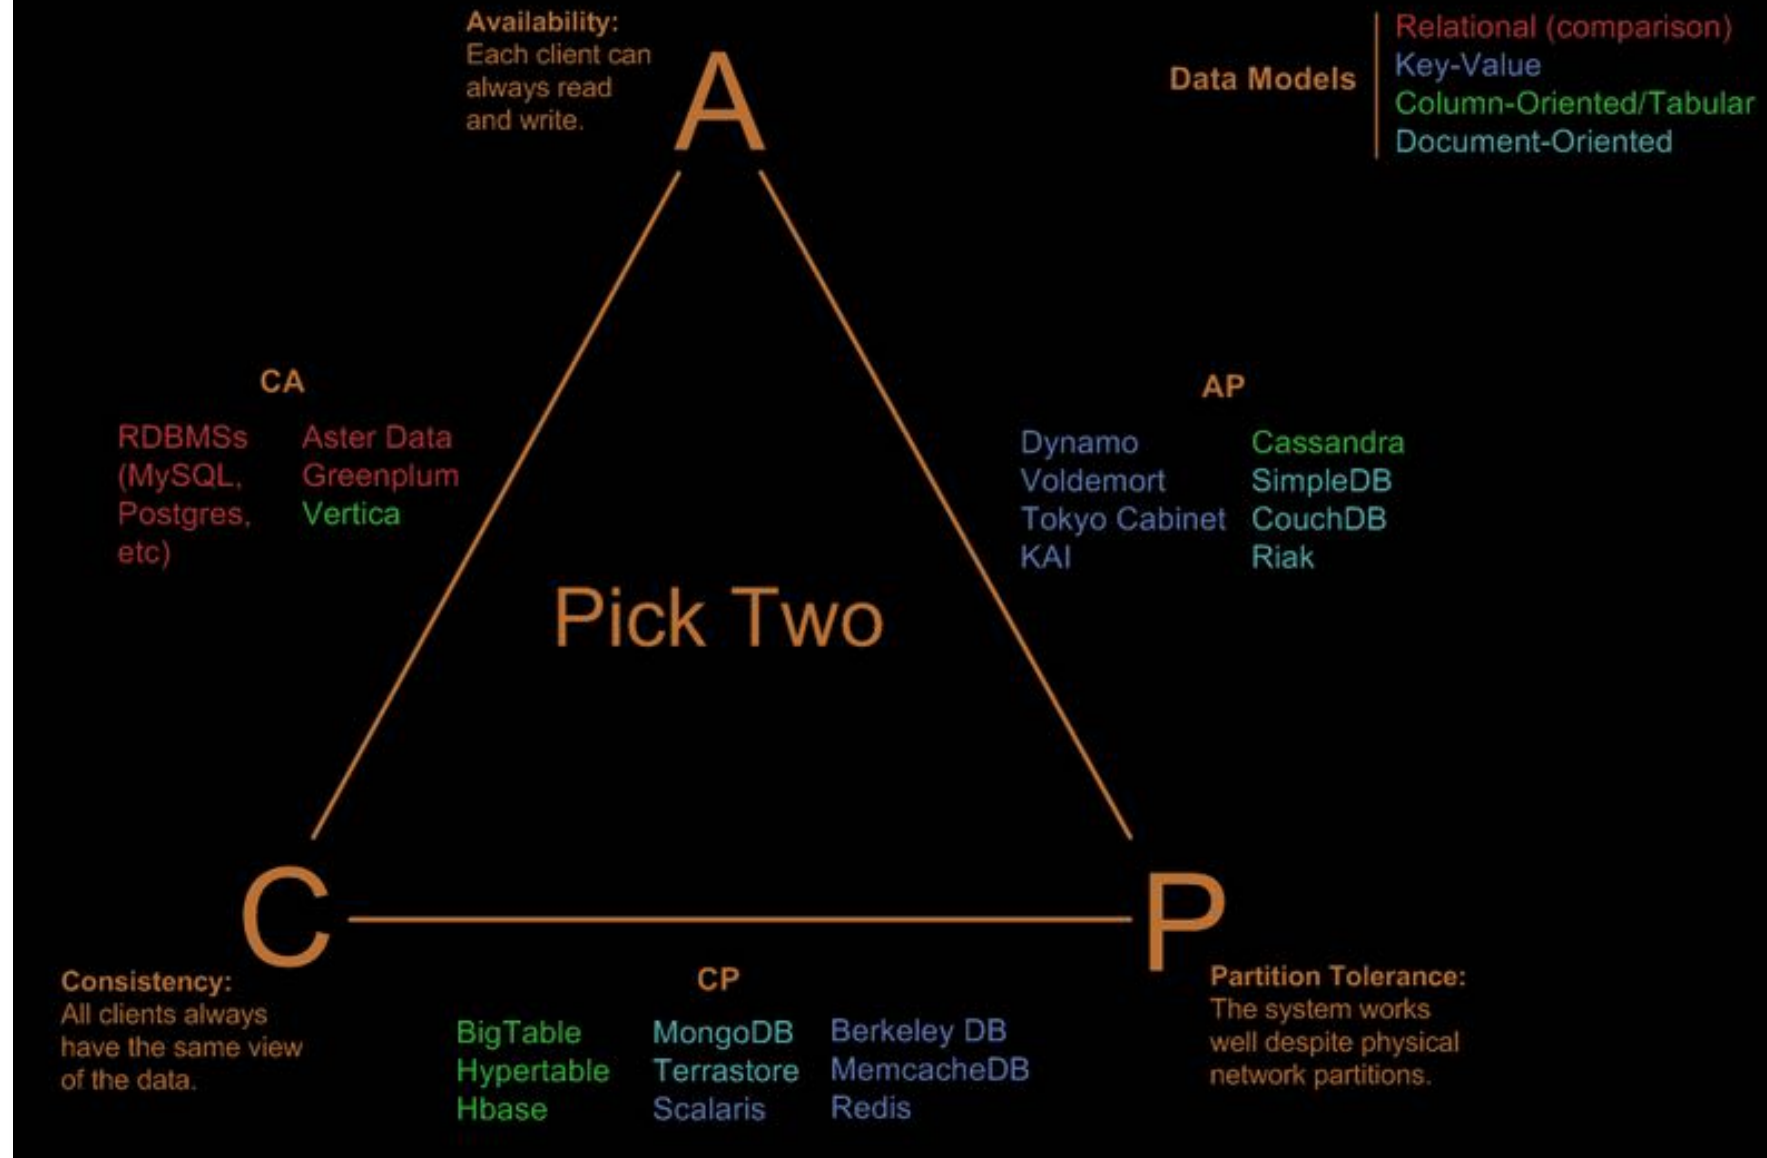 Availability:
Each client can
always read
and write.
A
Data Models
Relational (comparison)
Key-Value
Column-Oriented/Tabular
Document-Oriented
CA
RDBMSs
(MySQL,
Postgres,
etc)
Aster Data
Greenplum
Vertica
AP
Dynamo
Voldemort
Tokyo Cabinet
KAI
Cassandra
SimpleDB
CouchDB
Riak
Pick Two
C
P
Consistency:
All clients always
have the same view
of the data.
CP
BigTable
Hypertable
Hbase
MongoDB
Terrastore
Scalaris
Berkeley DB
MemcacheDB
Redis
Partition Tolerance:
The system works
well despite physical
network partitions.